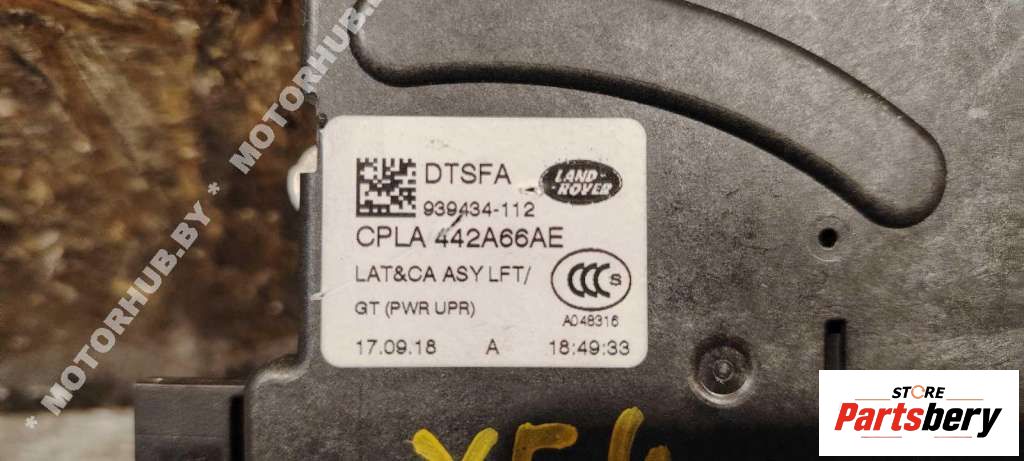 * MOTORHUB.BY * MOTORHUB.BY
DTSFA
LAND-
ROVER
939434-112
CPLA 442A66AE
LAT&CA ASY LFT/
GT (PWR UPR)
CCC S
A048316
17.09.18 A 18:49:33
STORE
Partsbery